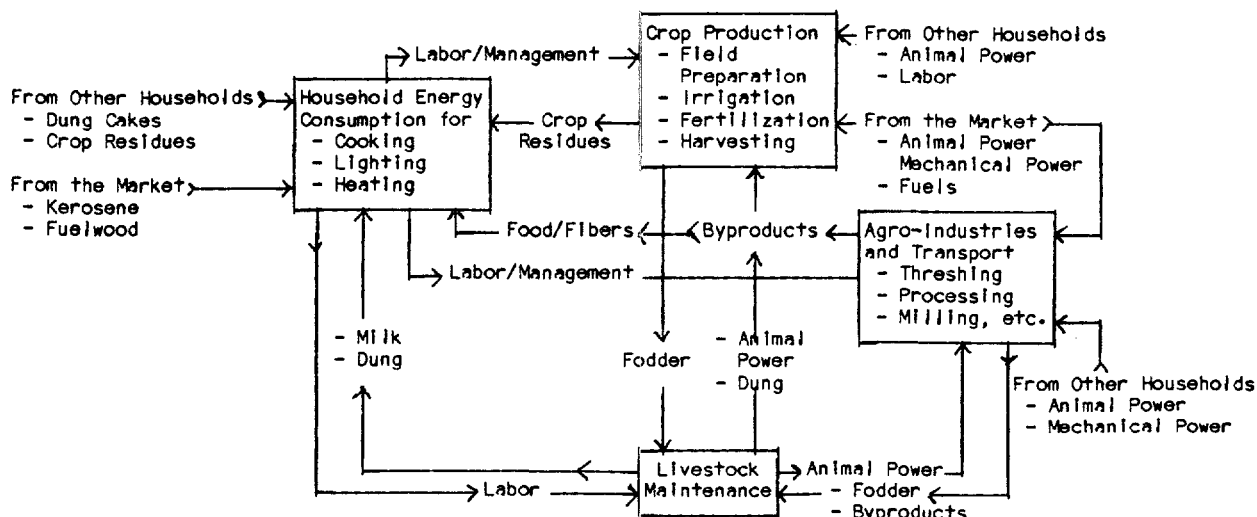 Labor/Management
Crop Production
- Field
Preparation
- Irrigation
- Fertilization
- Harvesting
From Other Households
- Animal Power
- Labor
From Other Households
- Dung Cakes
- Crop Residues
Household Energy
Consumption for
- Cooking
- Lighting
- Heating
Crop
Residues
From the Market
- Animal Power
Mechanical Power
- Fuels
From the Market
- Kerosene
- Fuelwood
Food/Fibers
Byproducts
Agro-industries
and Transport
- Threshing
- Processing
- Milling, etc.
Labor/Management
- Milk
- Dung
Fodder
- Animal
Power
- Dung
From Other Households
- Animal Power
- Mechanical Power
Livestock
Maintenance
Animal Power
Labor
- Fodder
- Byproducts